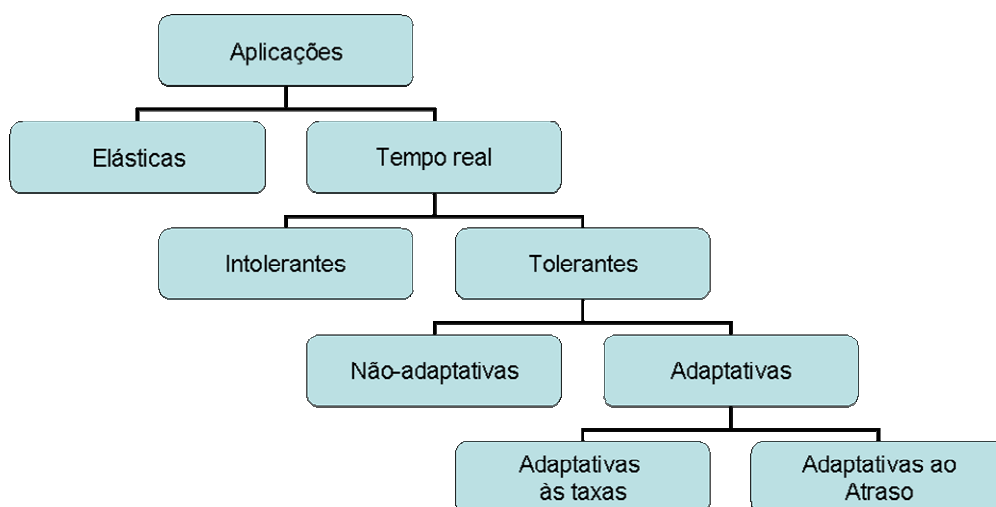 Aplicações
Elásticas
Tempo real
Intolerantes
Tolerantes
Não-adaptativas
Adaptativas
Adaptativas
às taxas
Adaptativas ao
Atraso